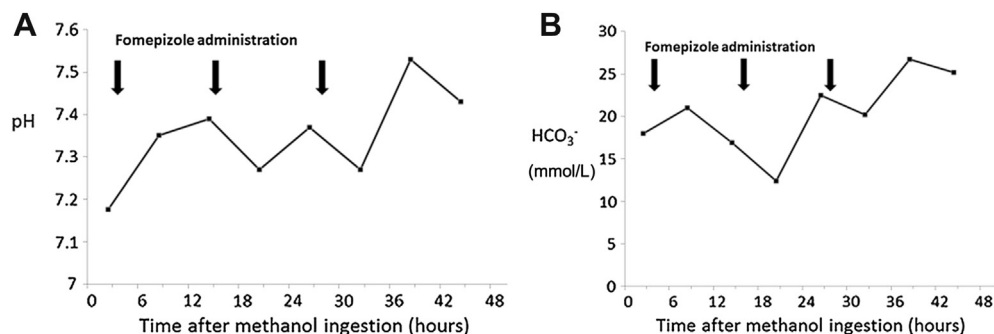 A
Fomepizole administration
pH
7.6
7.5
7.4
7.3
7.2
7.1
7
0 6 12 18 24 30 36 42 48
Time after methanol ingestion (hours)
B
Fomepizole administration
HCO₃⁻
(mmol/L)
30
25
20
15
10
5
0
0 6 12 18 24 30 36 42 48
Time after methanol ingestion (hours)